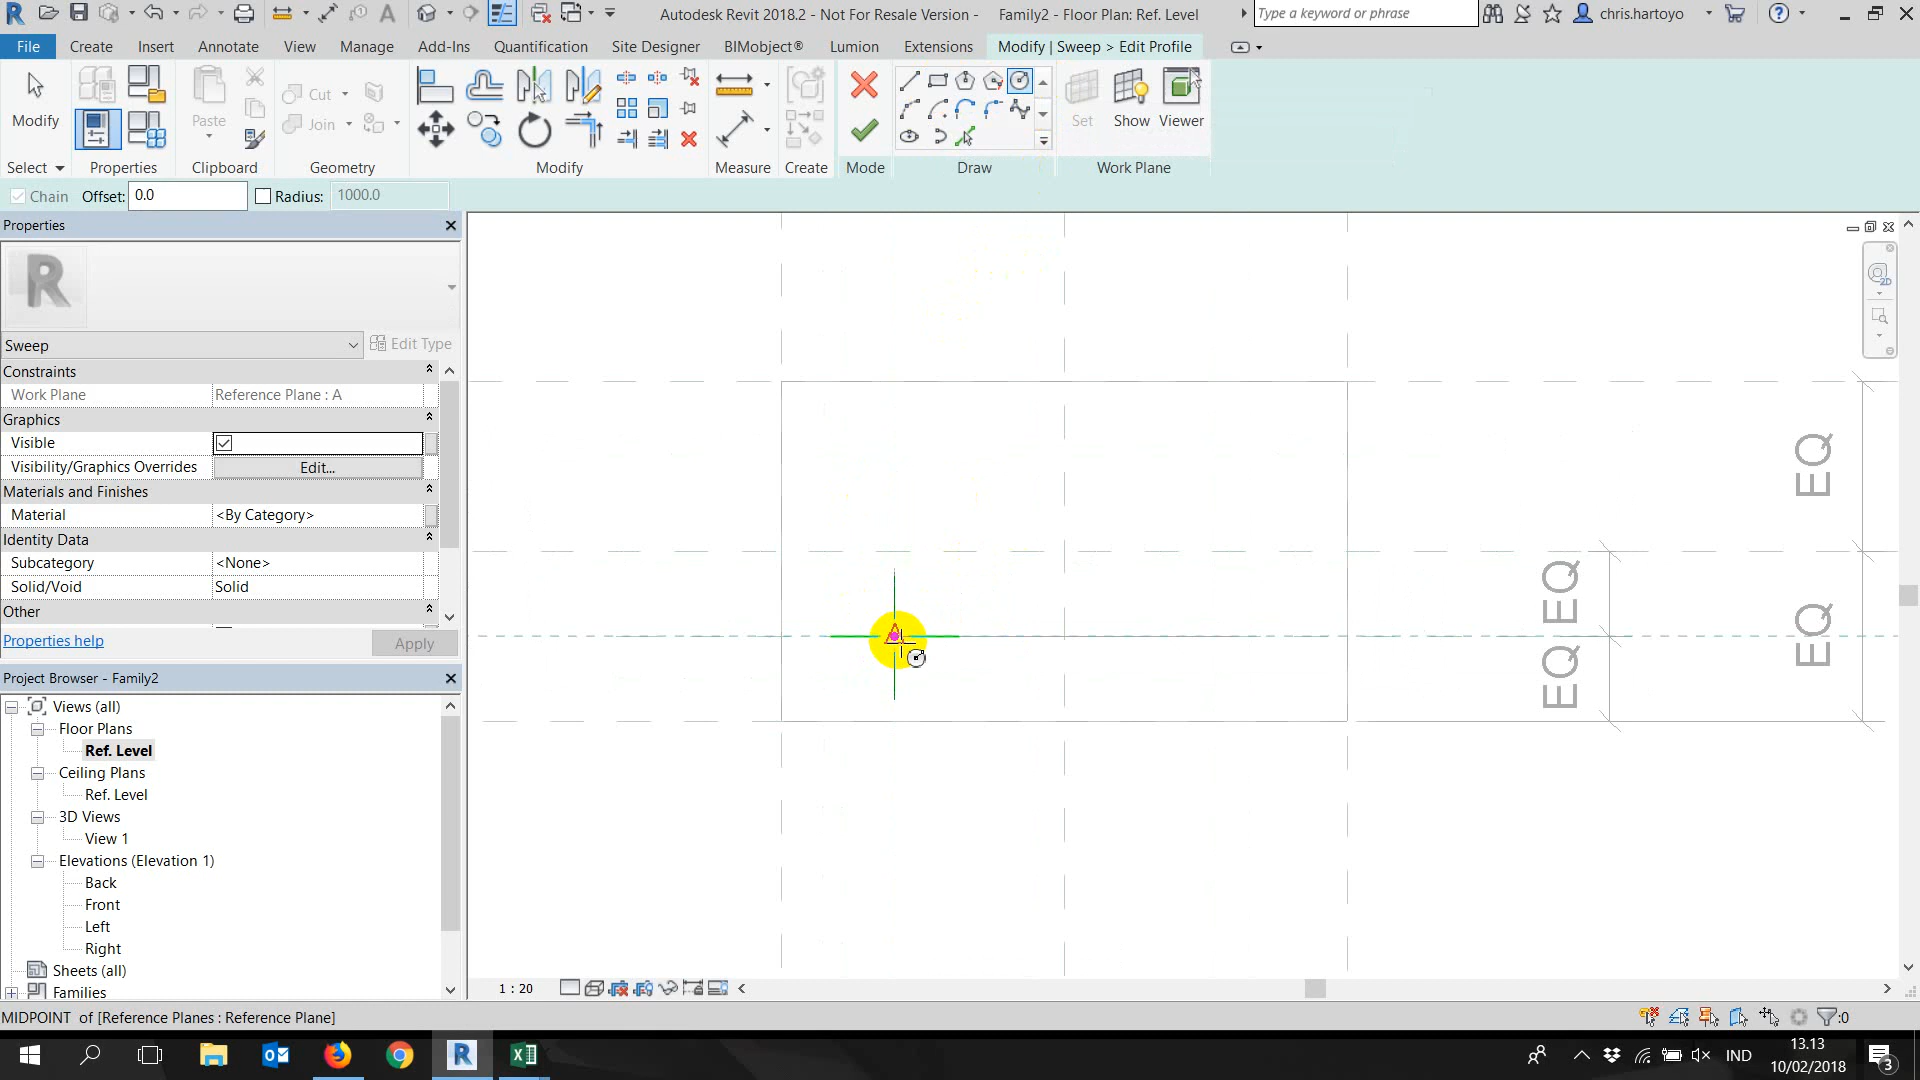 Autodesk Revit 2018.2 - Not For Resale Version - Family2 - Floor Plan: Ref. Level
Type a keyword or phrase
chris.hartoyo
File Create Insert Annotate View Manage Add-Ins Quantification Site Designer BIMobject® Lumion Extensions Modify | Sweep > Edit Profile
Modify
Paste
Cut
Join
Set
Show
Viewer
Select Properties Clipboard Geometry Modify Measure Create Mode Draw Work Plane
Chain Offset: 0.0 Radius: 1000.0
Properties
Sweep Edit Type
Constraints
Work Plane Reference Plane : A
Graphics
Visible
Visibility/Graphics Overrides Edit...
Materials and Finishes
Material <By Category>
Identity Data
Subcategory <None>
Solid/Void Solid
Other
Properties help Apply
Project Browser - Family2
Views (all)
Floor Plans
Ref. Level
Ceiling Plans
Ref. Level
3D Views
View 1
Elevations (Elevation 1)
Back
Front
Left
Right
Sheets (all)
Families
2D
EQ
EQ
EQ
EQ
1 : 20
MIDPOINT of [Reference Planes : Reference Plane]
:0
IND
13.13
10/02/2018
3